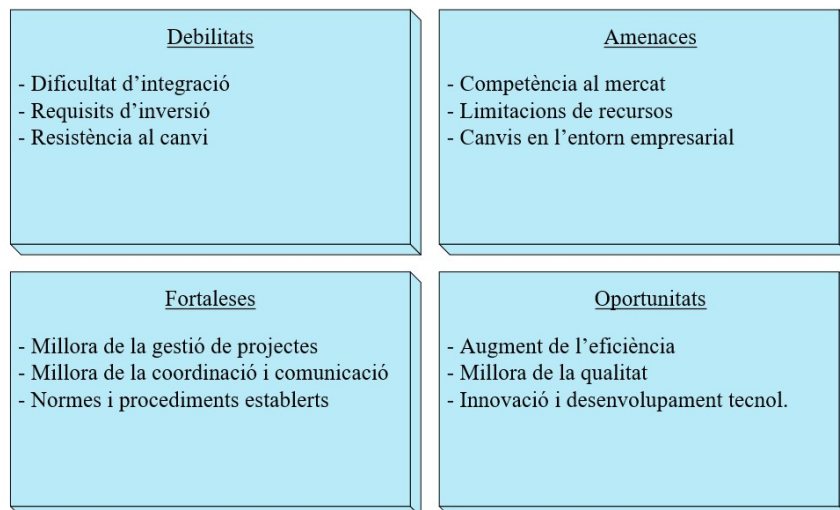 Debilitats
- Dificultat d’integració
- Requisits d’inversió
- Resistència al canvi
Amenaces
- Competència al mercat
- Limitacions de recursos
- Canvis en l’entorn empresarial
Fortaleses
- Millora de la gestió de projectes
- Millora de la coordinació i comunicació
- Normes i procediments establerts
Oportunitats
- Augment de l’eficiència
- Millora de la qualitat
- Innovació i desenvolupament tecnol.